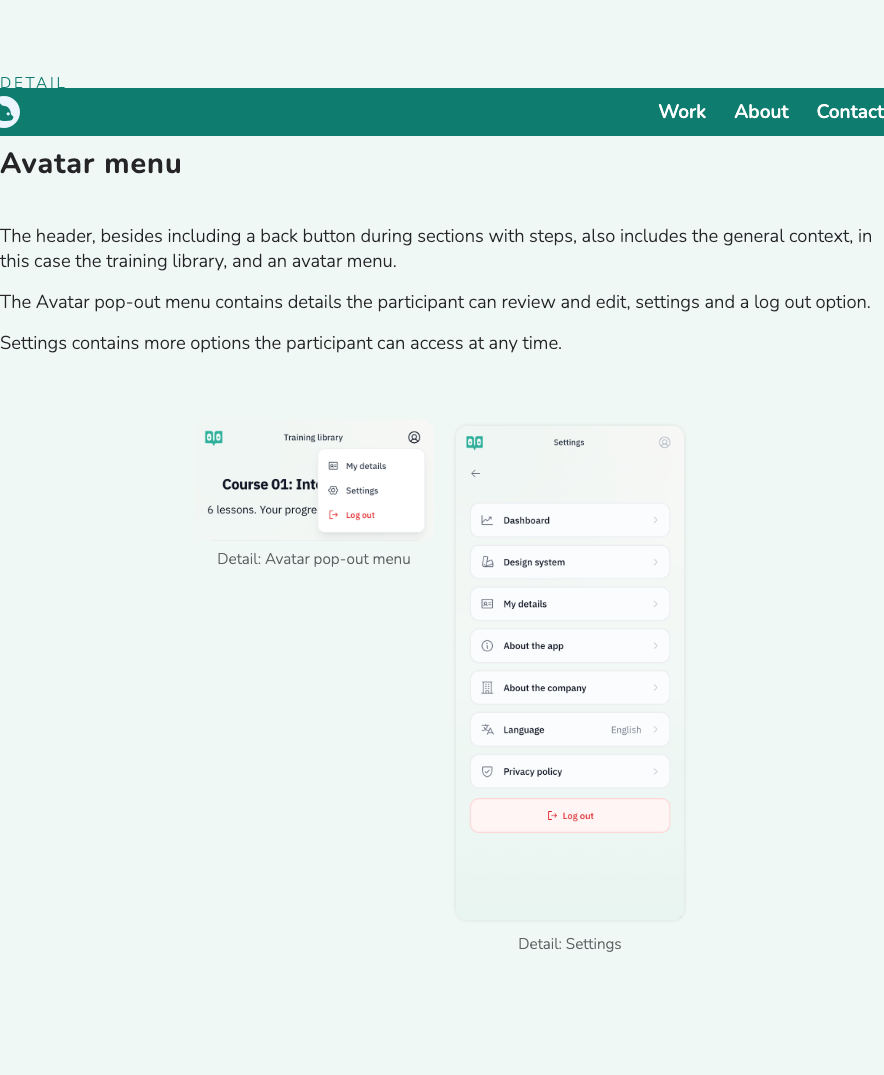 DETAIL
Work About Contact
Avatar menu
The header, besides including a back button during sections with steps, also includes the general context, in
this case the training library, and an avatar menu.
The Avatar pop-out menu contains details the participant can review and edit, settings and a log out option.
Settings contains more options the participant can access at any time.
Training library
My details
Course 01: Int
Settings
6 lessons. Your progre
Log out
Detail: Avatar pop-out menu
Settings
Dashboard
Design system
My details
About the app
About the company
Language English
Privacy policy
Log out
Detail: Settings